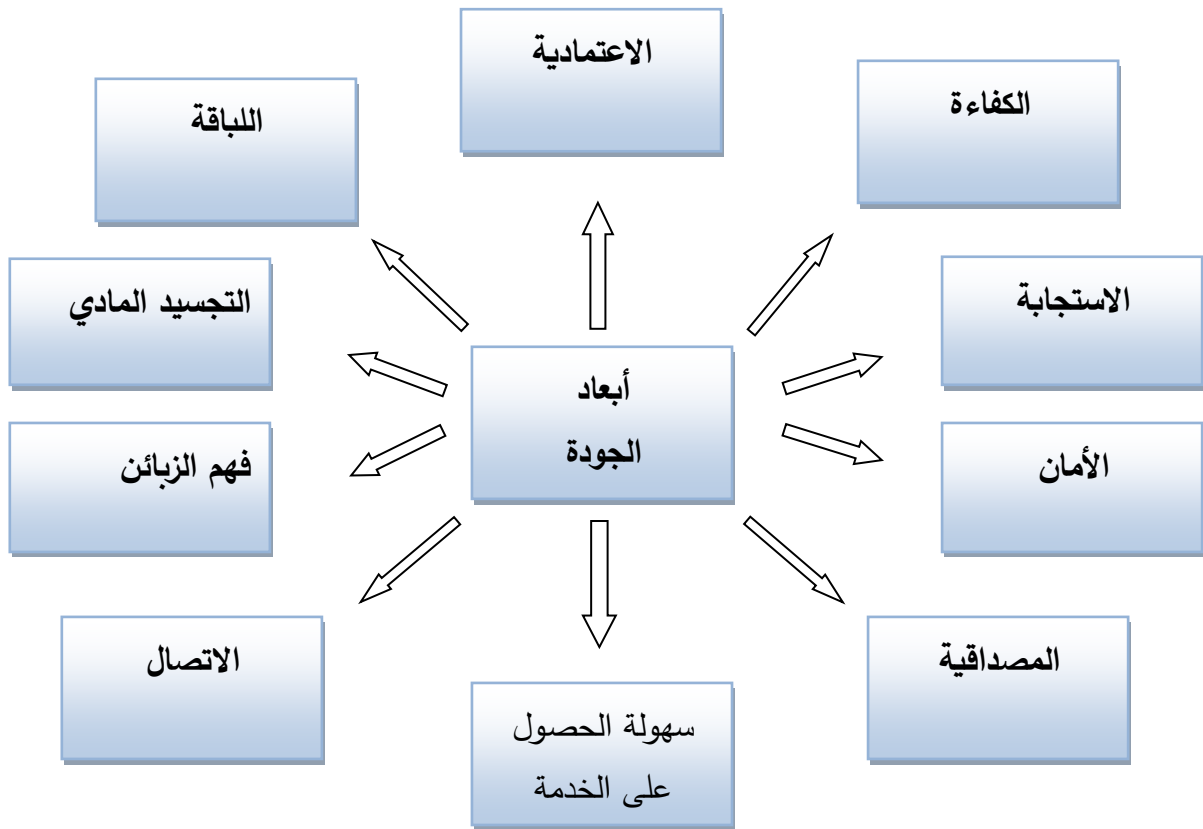 الاعتمادية
الكفاءة
اللباقة
الاستجابة
التجسيد المادي
أبعاد
الجودة
الأمان
فهم الزبائن
المصداقية
الاتصال
سهولة الحصول
على الخدمة